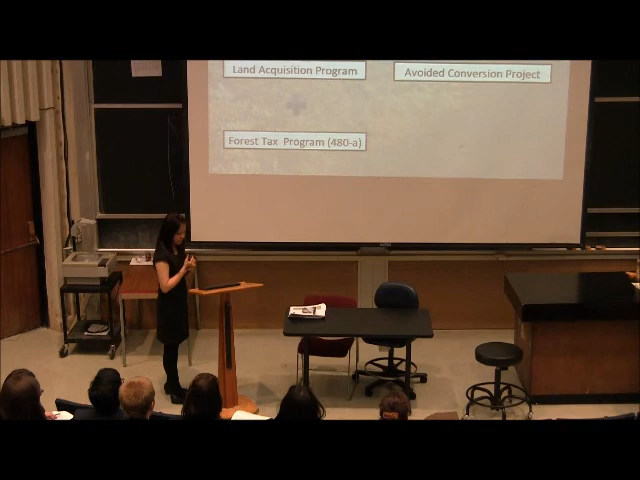 Land Acquisition Program
Avoided Conversion Project
Forest Tax Program (480-a)